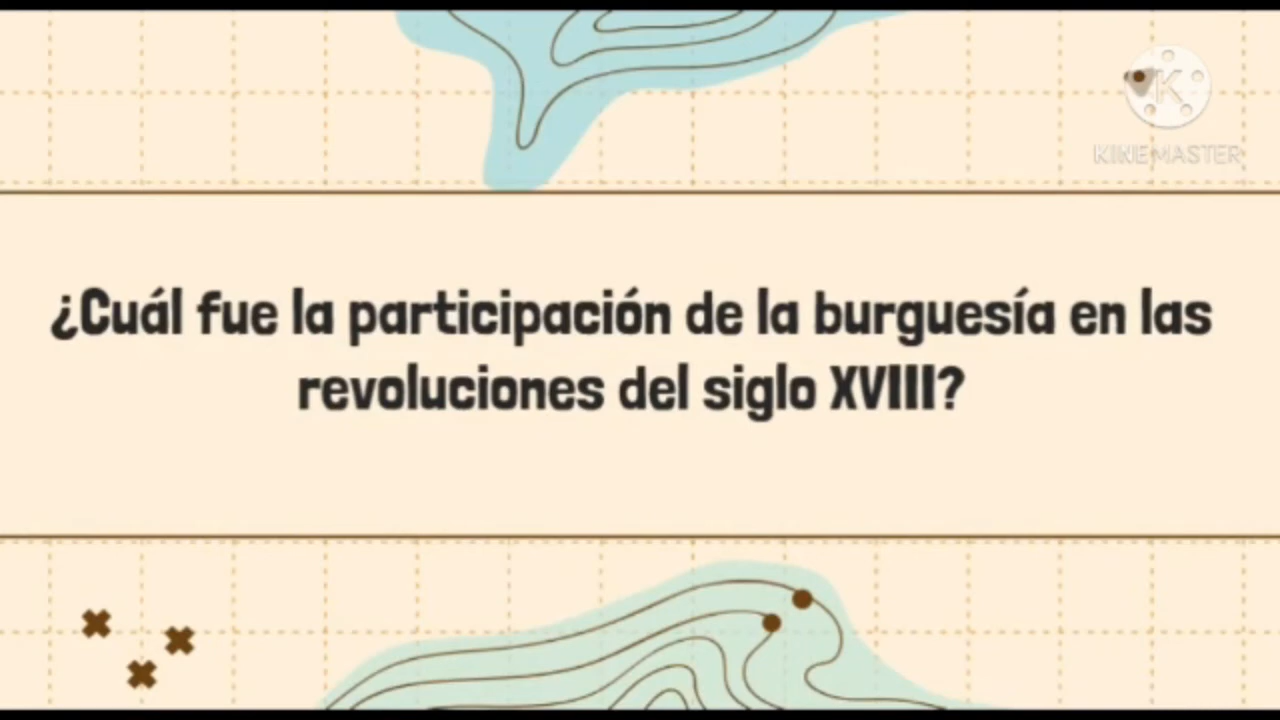 KINEMASTER
¿Cuál fue la participación de la burguesía en las
revoluciones del siglo XVIII?